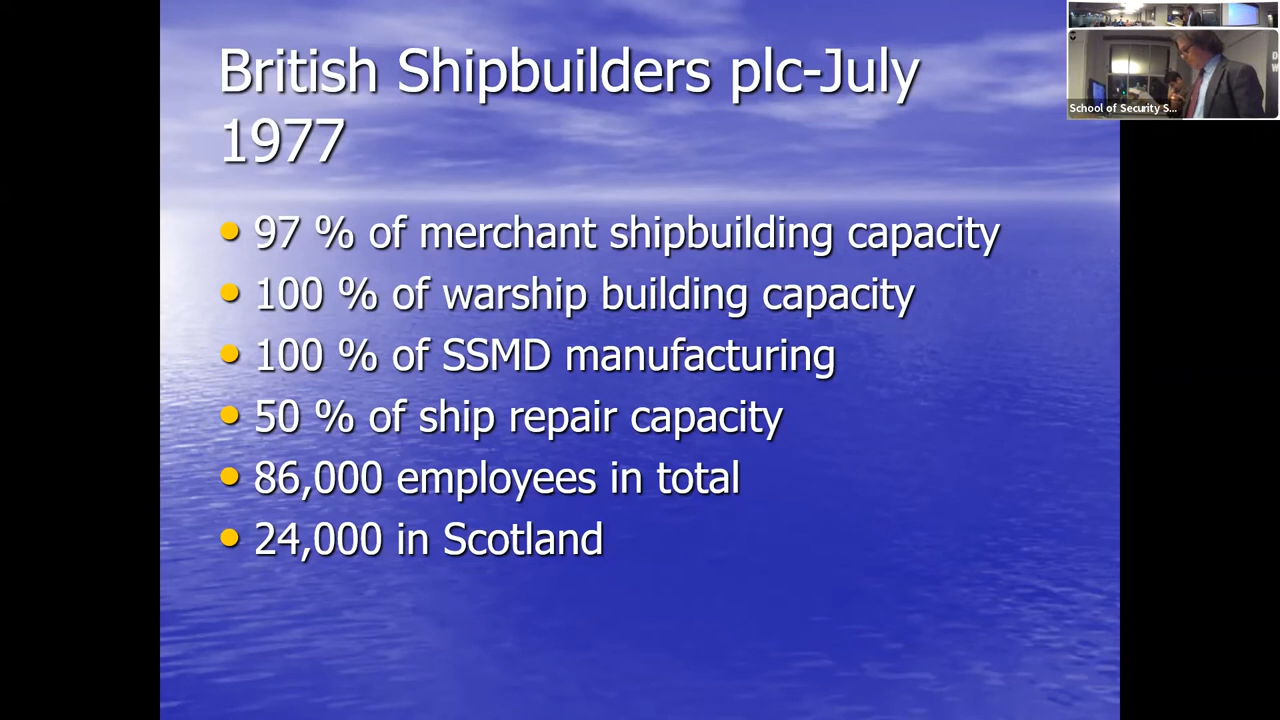 British Shipbuilders plc-July
1977
97 % of merchant shipbuilding capacity
100 % of warship building capacity
100 % of SSMD manufacturing
50 % of ship repair capacity
86,000 employees in total
24,000 in Scotland
School of Security S...